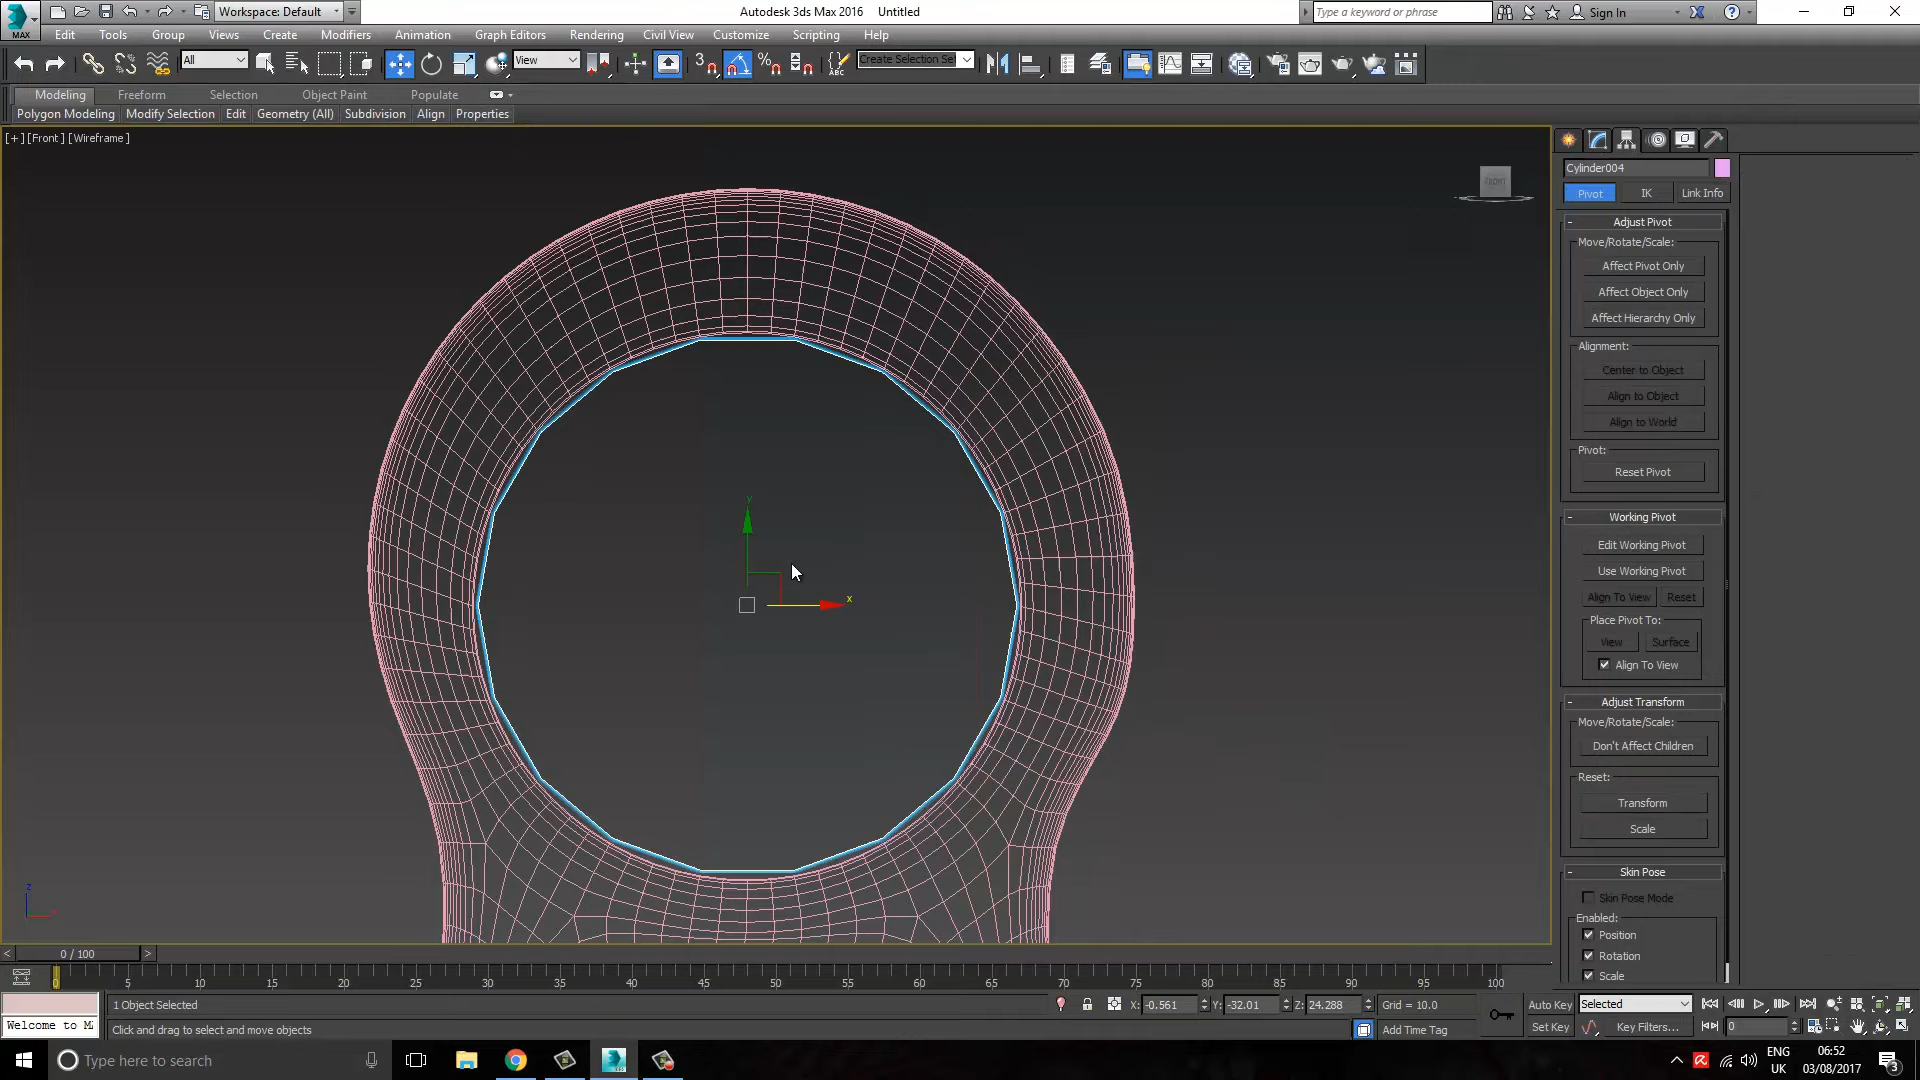 MAX
Workspace: Default
Autodesk 3ds Max 2016 Untitled
Type a keyword or phrase
Sign In
Edit Tools Group Views Create Modifiers Animation Graph Editors Rendering Civil View Customize Scripting Help
All
View
3
ABC
Create Selection Se
Modeling Freeform Selection Object Paint Populate
Polygon Modeling Modify Selection Edit Geometry (All) Subdivision Align Properties
[+] [Front] [Wireframe]
FRONT
y
x
z
Cylinder004
Pivot IK Link Info
- Adjust Pivot
Move/Rotate/Scale:
Affect Pivot Only
Affect Object Only
Affect Hierarchy Only
Alignment:
Center to Object
Align to Object
Align to World
Pivot:
Reset Pivot
- Working Pivot
Edit Working Pivot
Use Working Pivot
Align To View Reset
Place Pivot To:
View Surface
Align To View
- Adjust Transform
Move/Rotate/Scale:
Don't Affect Children
Reset:
Transform
Scale
- Skin Pose
Skin Pose Mode
Enabled:
Position
Rotation
Scale
< 0 / 100 >
0 5 10 15 20 25 30 35 40 45 50 55 60 65 70 75 80 85 90 95 100
1 Object Selected
X: -0.561 Y: -32.01 Z: 24.288 Grid = 10.0
Auto Key Selected
Welcome to M
Click and drag to select and move objects
Add Time Tag
Set Key Key Filters... 0
Type here to search
ENG
UK
06:52
03/08/2017
3